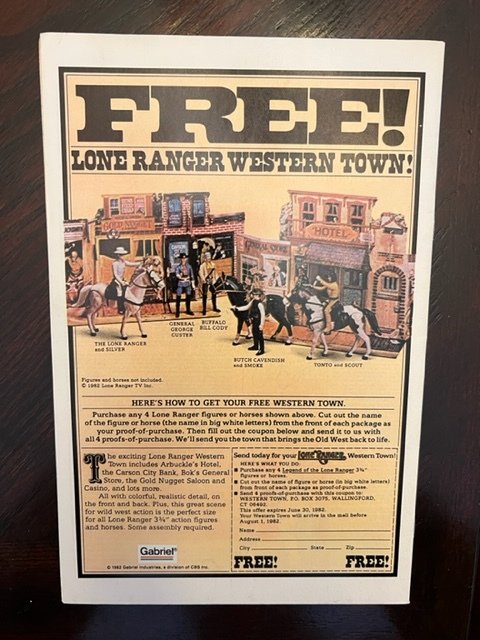 FREE!
LONE RANGER WESTERN TOWN!
HOTEL
THE LONE RANGER
and SILVER
GENERAL
GEORGE
CUSTER
BUFFALO
BILL CODY
BUTCH CAVENDISH
and SMOKE
TONTO and SCOUT
Figures and horses not included.
© 1982 Lone Ranger TV Inc.
HERE'S HOW TO GET YOUR FREE WESTERN TOWN.
Purchase any 4 Lone Ranger figures or horses shown above. Cut out the name
of the figure or horse (the name in big white letters) from the front of each package as
your proof-of-purchase. Then fill out the coupon below and send it to us with
all 4 proofs-of-purchase. We'll send you the town that brings the Old West back to life.
The exciting Lone Ranger Western
Town includes Arbuckle's Hotel,
the Carson City Bank, Bok's General
Store, the Gold Nugget Saloon and
Casino, and lots more.
All with colorful, realistic detail, on
the front and back. Plus, this great scene
for wild west action is the perfect size
for all Lone Ranger 3¾" action figures
and horses. Some assembly required.
Gabriel®
© 1982 Gabriel Industries, a division of CBS Inc.
Send today for your Lone Ranger Western Town!
HERE'S WHAT YOU DO:
■ Purchase any 4 Legend of the Lone Ranger 3¾"
figures or horses.
■ Cut out the name of figure or horse (in big white letters)
from front of each package as proof-of-purchase.
■ Send 4 proofs-of-purchase with this coupon to:
WESTERN TOWN, P.O. BOX 3075, WALLINGFORD,
CT 06492.
This offer expires June 30, 1982.
Your Western Town will arrive in the mail before
August 1, 1982.
Name
Address
City State Zip
FREE! FREE!